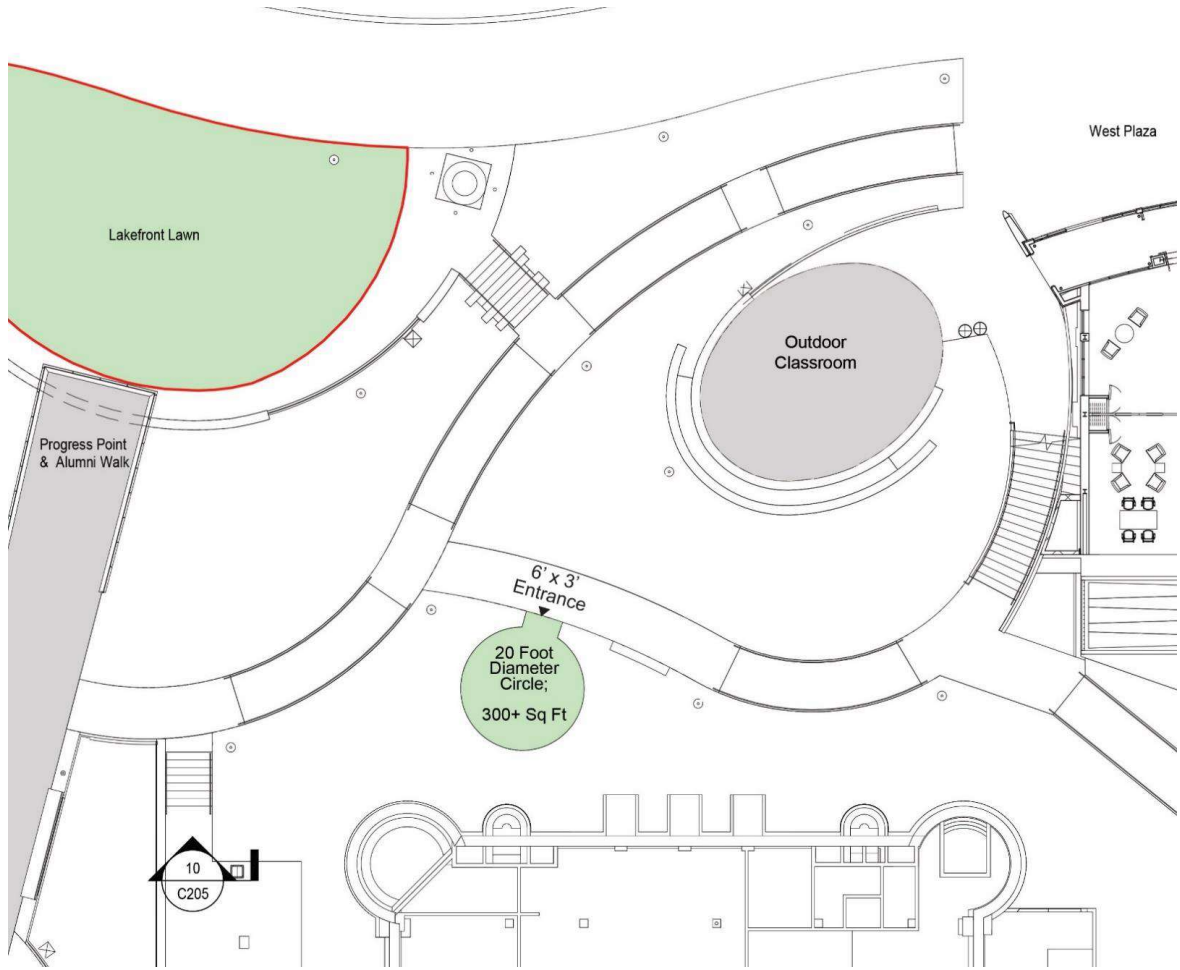 West Plaza
Lakefront Lawn
Outdoor
Classroom
Progress Point
& Alumni Walk
6’ x 3’
Entrance
20 Foot
Diameter
Circle;
300+ Sq Ft
10
C205